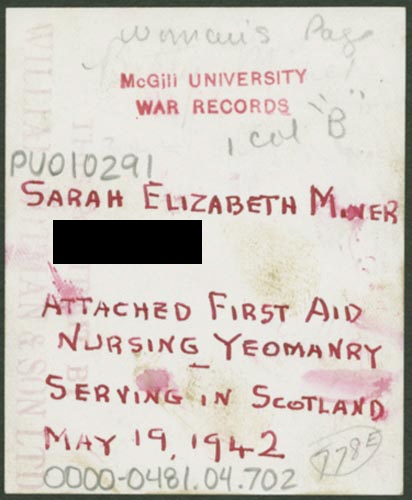 Woman's Page
McGill UNIVERSITY
WAR RECORDS
1 col "B"
PU010291
SARAH ELIZABETH MINER
ATTACHED FIRST AID
NURSING YEOMANRY
SERVING IN SCOTLAND
MAY 19, 1942
778E
0000-0481.04.702